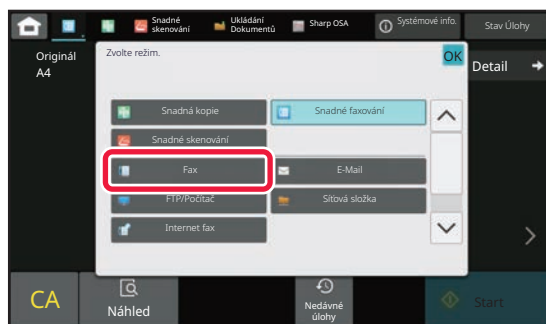 Snadné
skenování
Ukládání
Dokumentů
Sharp OSA
Systémové info.
Stav Úlohy
Originál
A4
Zvolte režim.
OK
Detail
Snadná kopie
Snadné faxování
Snadné skenování
Fax
E-Mail
FTP/Počítač
Síťová složka
Internet fax
CA
Náhled
Nedávné
úlohy
Start